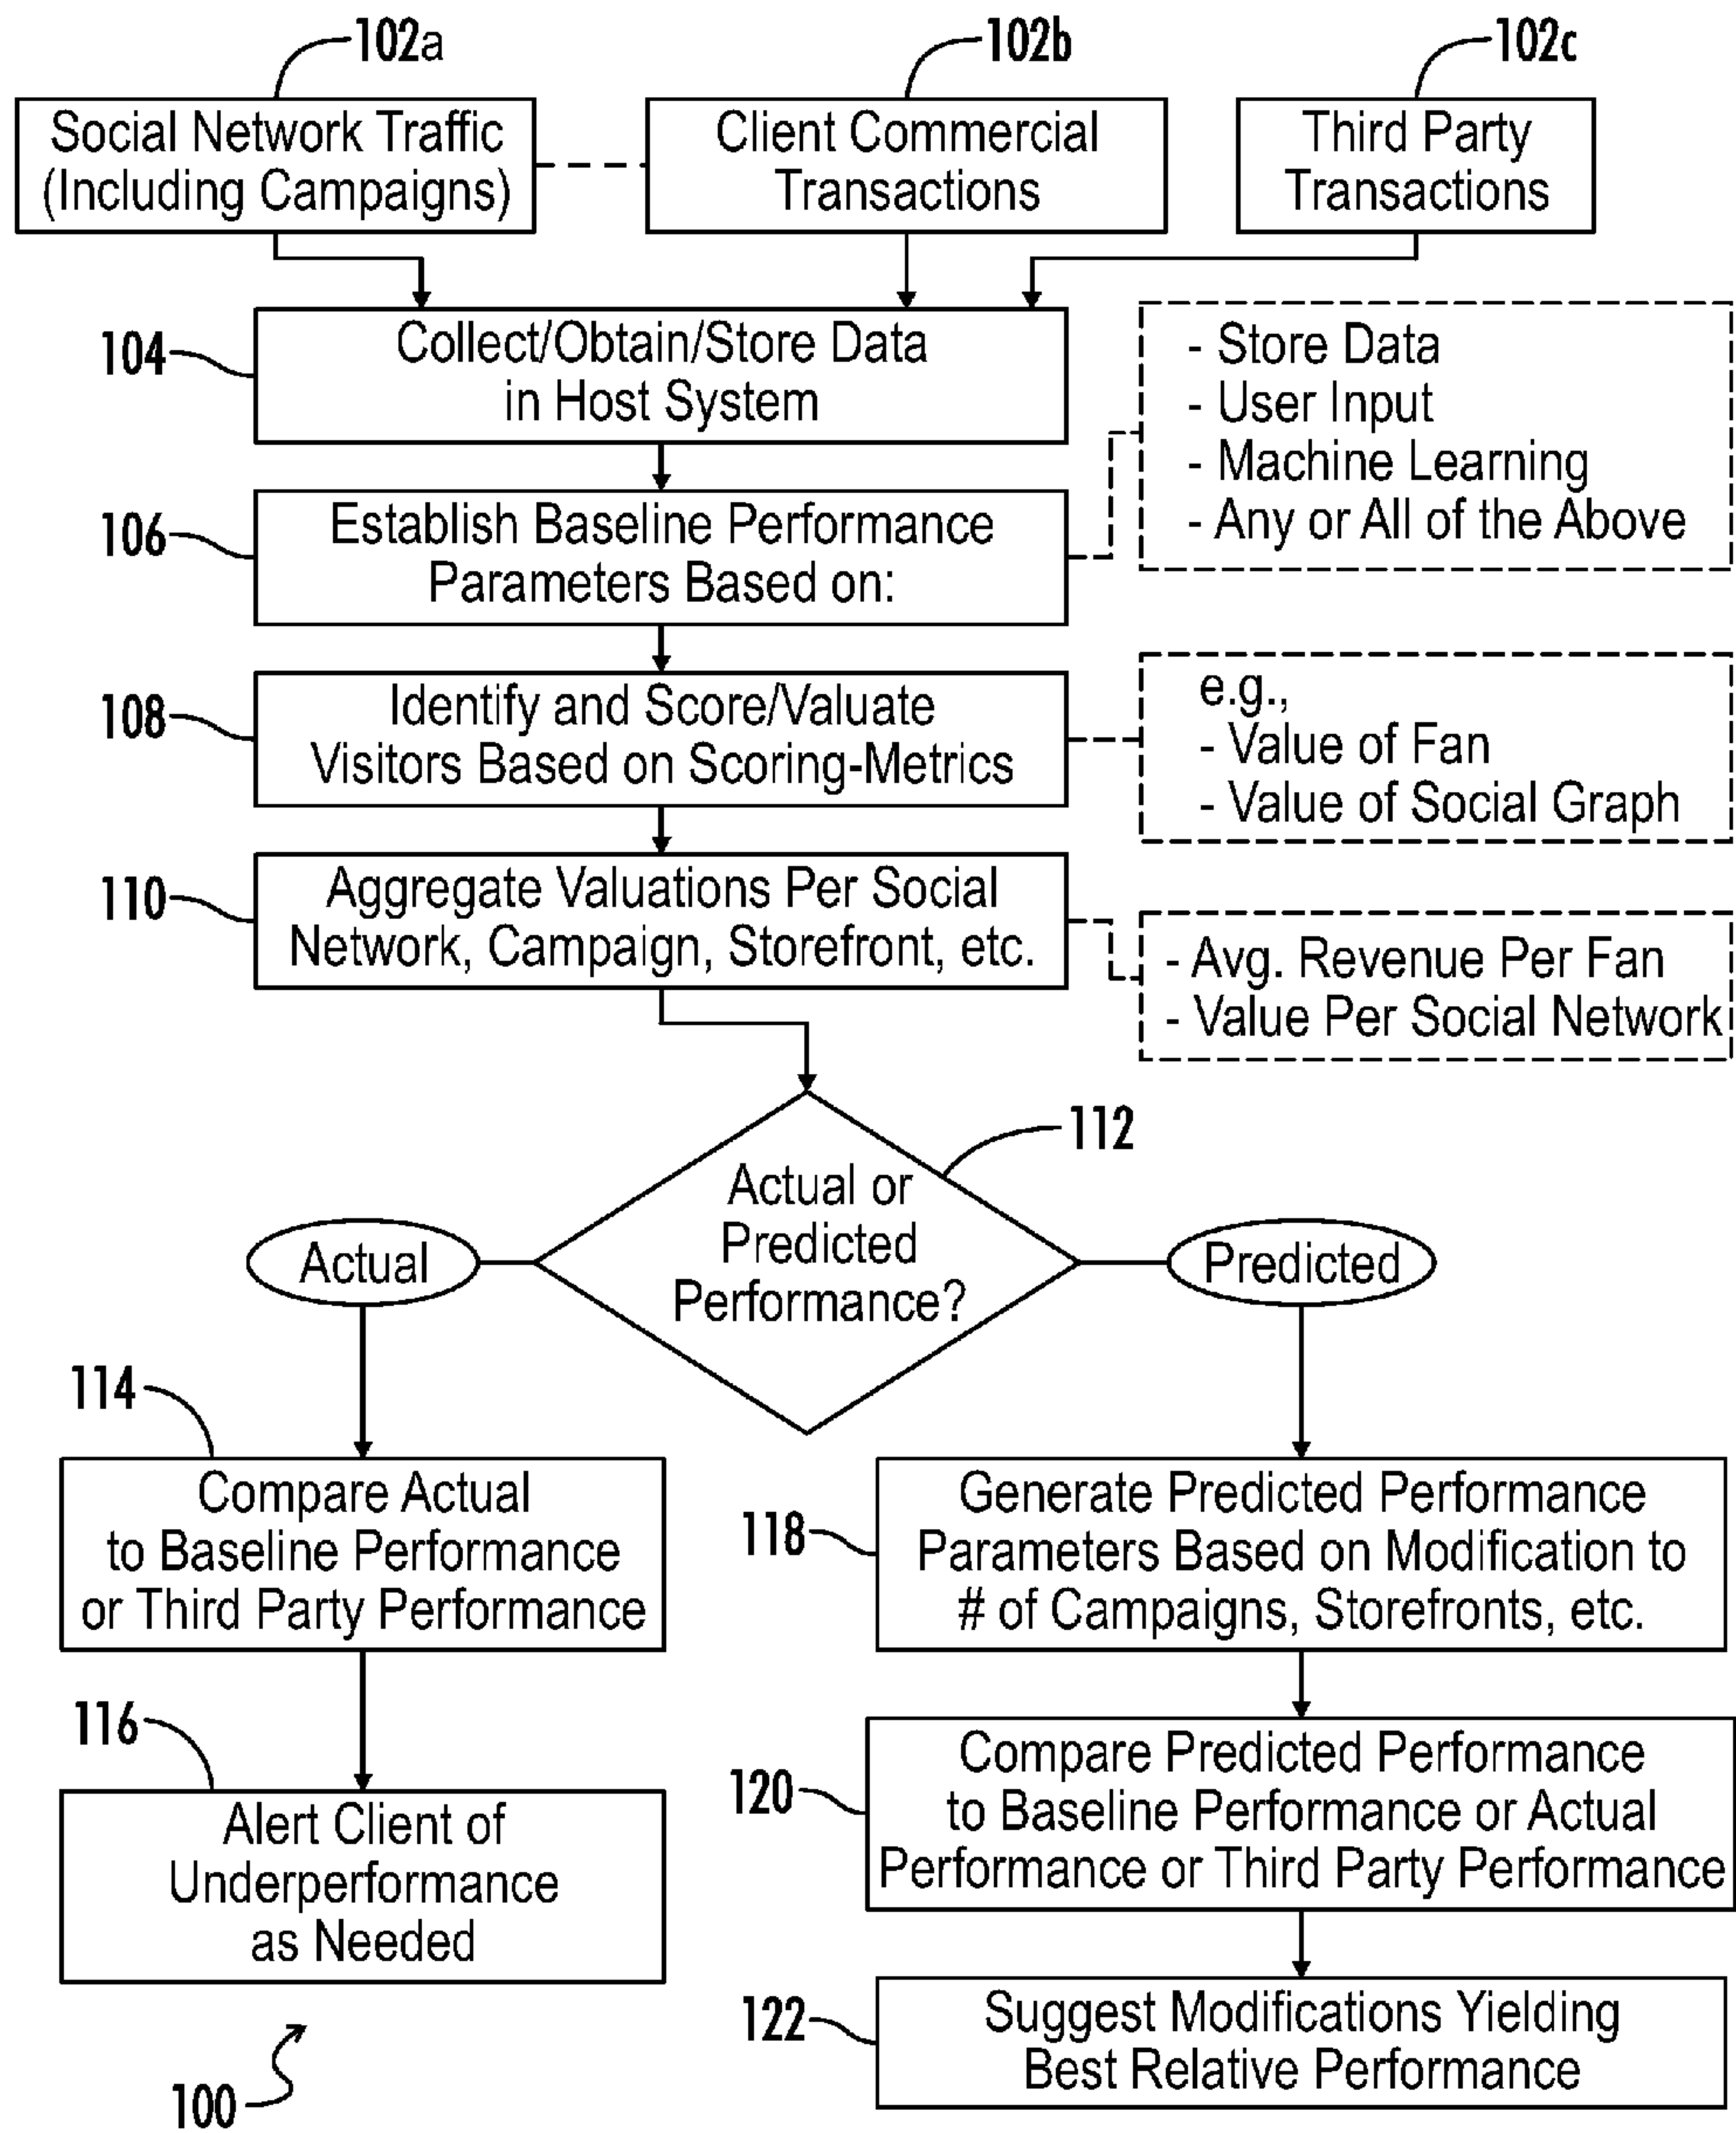 102a
102b
102c
Social Network Traffic
(Including Campaigns)
Client Commercial
Transactions
Third Party
Transactions
104
Collect/Obtain/Store Data
in Host System
- Store Data
- User Input
- Machine Learning
- Any or All of the Above
106
Establish Baseline Performance
Parameters Based on:
108
Identify and Score/Valuate
Visitors Based on Scoring-Metrics
e.g.,
- Value of Fan
- Value of Social Graph
110
Aggregate Valuations Per Social
Network, Campaign, Storefront, etc.
- Avg. Revenue Per Fan
- Value Per Social Network
112
Actual or
Predicted
Performance?
Actual
Predicted
114
Compare Actual
to Baseline Performance
or Third Party Performance
116
Alert Client of
Underperformance
as Needed
118
Generate Predicted Performance
Parameters Based on Modification to
# of Campaigns, Storefronts, etc.
120
Compare Predicted Performance
to Baseline Performance or Actual
Performance or Third Party Performance
122
Suggest Modifications Yielding
Best Relative Performance
100